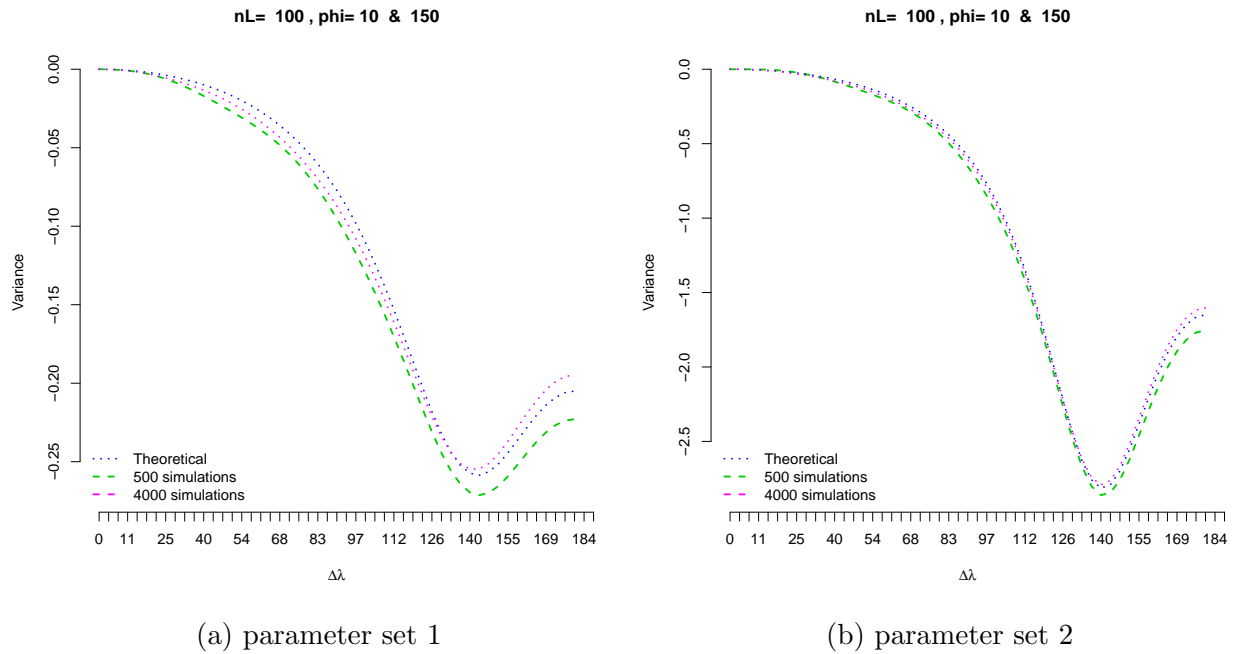 nL=  100 , phi= 10  &  150
0.00
−0.05
−0.10
−0.15
−0.20
−0.25
Variance
Theoretical
500 simulations
4000 simulations
0 11 25 40 54 68 83 97 112 126 140 155 169 184
Δλ
(a) parameter set 1
nL=  100 , phi= 10  &  150
0.0
−0.5
−1.0
−1.5
−2.0
−2.5
Variance
Theoretical
500 simulations
4000 simulations
0 11 25 40 54 68 83 97 112 126 140 155 169 184
Δλ
(b) parameter set 2